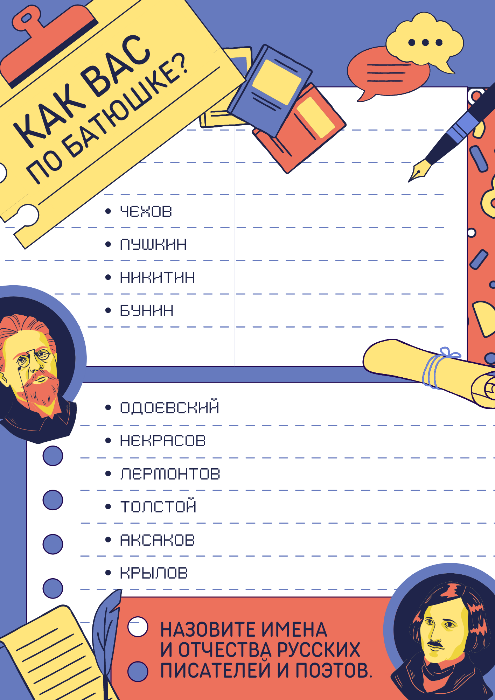 КАК ВАС
ПО БАТЮШКЕ?
• ЧЕХОВ
• ПУШКИН
• НИКИТИН
• БУНИН
• ОДОЕВСКИЙ
• НЕКРАСОВ
• ЛЕРМОНТОВ
• ТОЛСТОЙ
• АКСАКОВ
• КРЫЛОВ
НАЗОВИТЕ ИМЕНА
И ОТЧЕСТВА РУССКИХ
ПИСАТЕЛЕЙ И ПОЭТОВ.